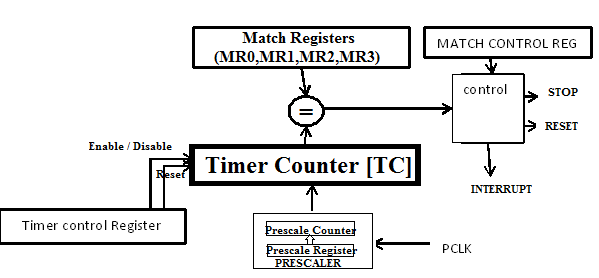 Match Registers
(MR0,MR1,MR2,MR3)
MATCH CONTROL REG
control
STOP
=
RESET
Enable / Disable
Timer Counter [TC]
Reset
INTERRUPT
Timer control Register
Prescale Counter
Prescale Register
PRESCALER
PCLK